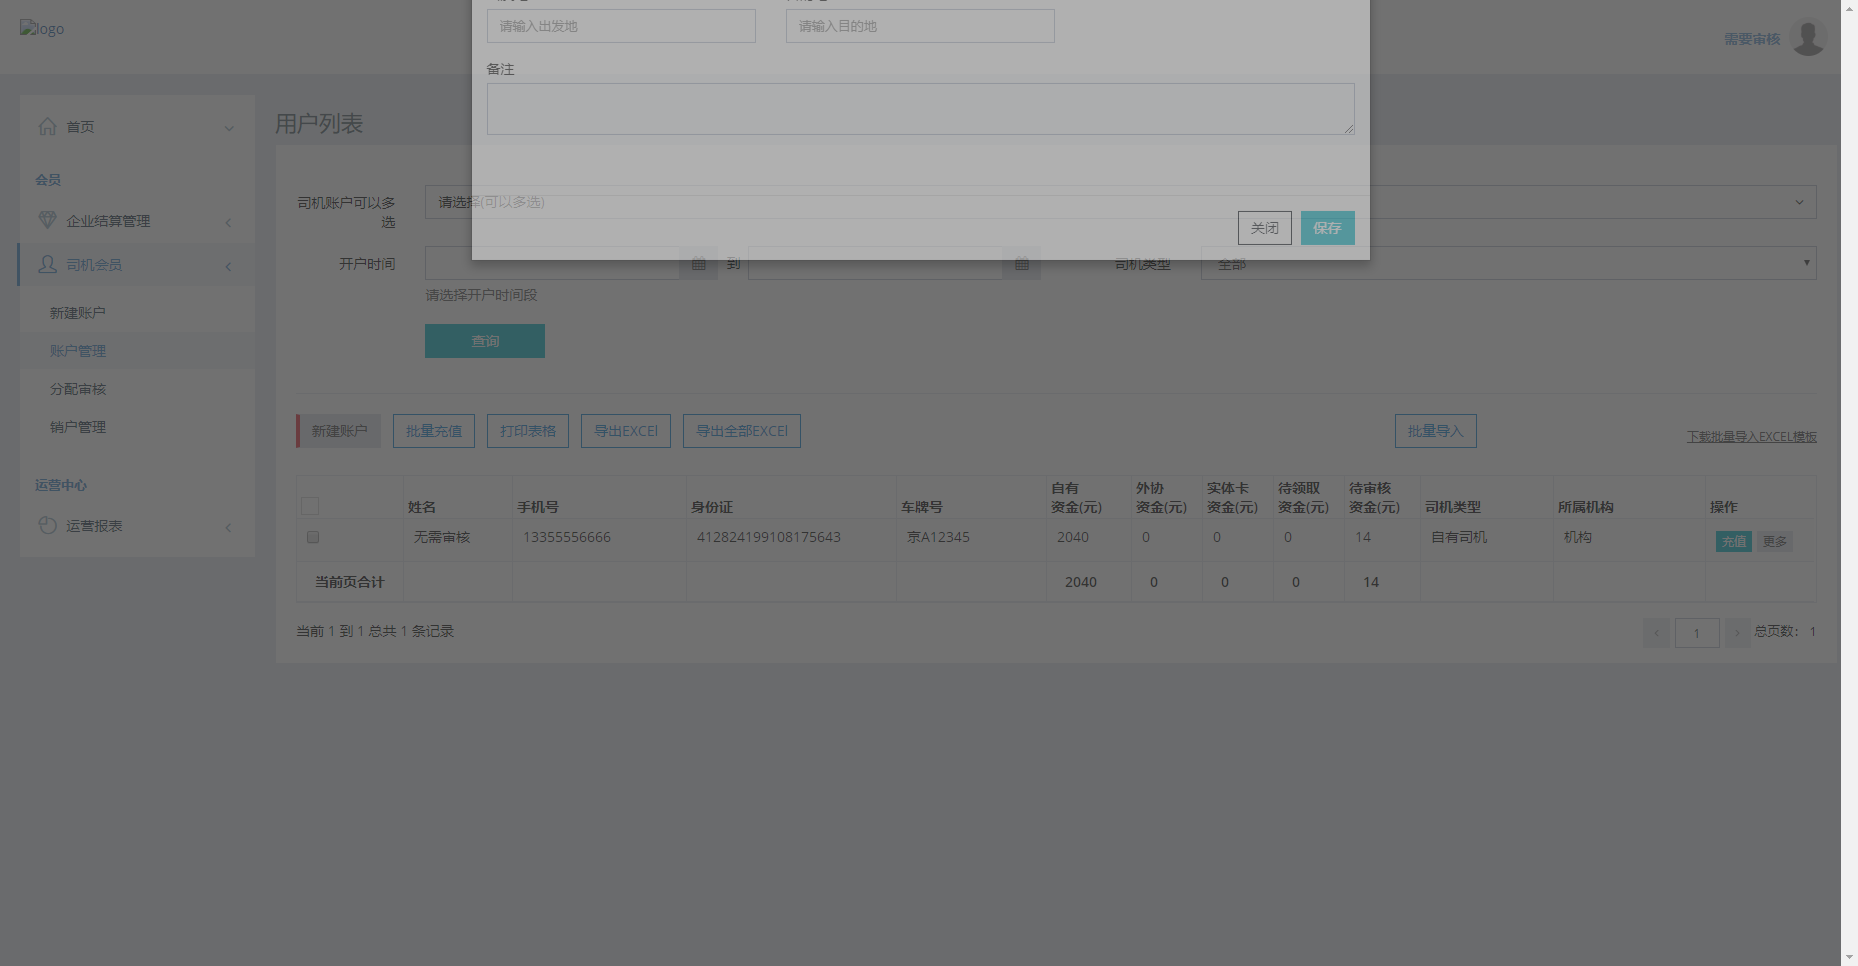 logo
请输入出发地
请输入目的地
需要审核
备注
首页
用户列表
会员
司机账户可以多选
请选择(可以多选)
企业结算管理
关闭
保存
司机会员
开户时间
到
司机类型
全部
请选择开户时间段
新建账户
查询
账户管理
分配审核
销户管理
新建账户
批量充值
打印表格
导出EXCEl
导出全部EXCEl
批量导入
下载批量导入EXCEL模板
运营中心
运营报表
姓名
手机号
身份证
车牌号
自有
资金(元)
外协
资金(元)
实体卡
资金(元)
待领取
资金(元)
待审核
资金(元)
司机类型
所属机构
操作
无需审核
13355556666
412824199108175643
京A12345
2040
0
0
0
14
自有司机
机构
充值
更多
当前页合计
2040
0
0
0
14
当前 1 到 1 总共 1 条记录
1
总页数： 1